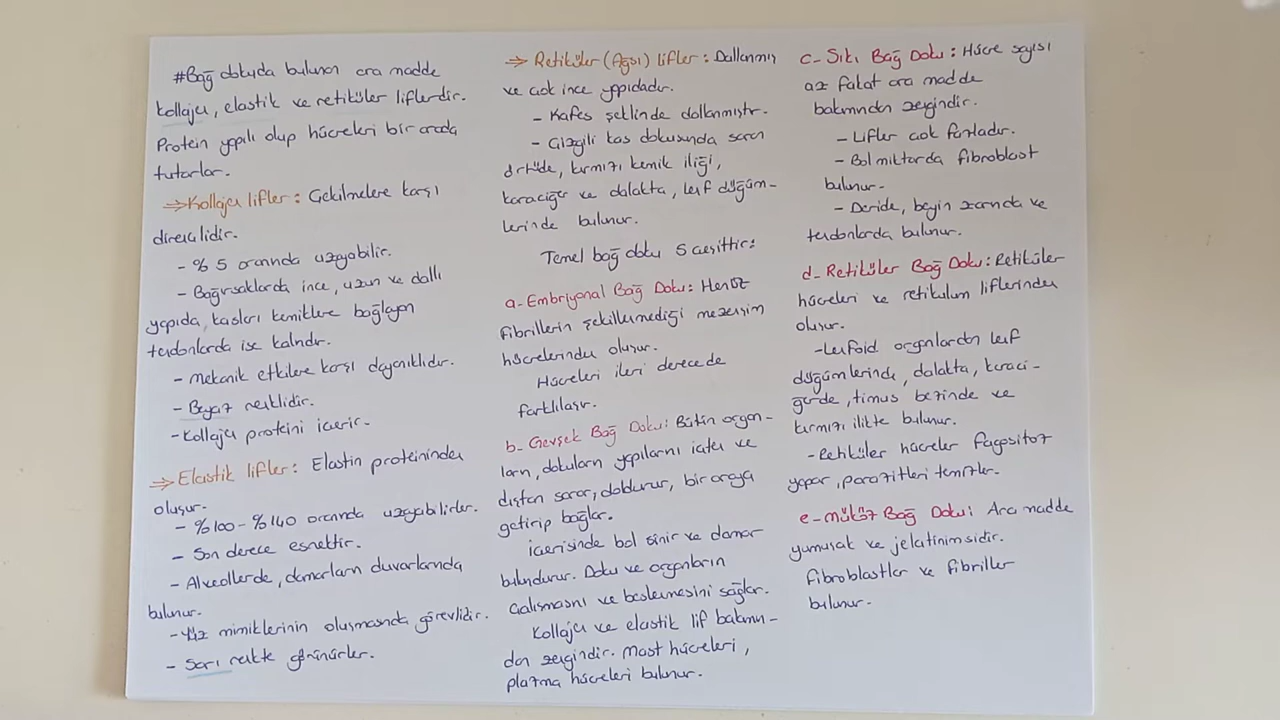 #Bağ dokuda bulunan ara madde
kollajen, elastik ve retiküler liflerdir.
Protein yapılı olup hücreleri bir arada
tutarlar.
⇒Kollajen lifler: Çekilmelere karşı
dirençlidir.
- %5 oranında uzayabilir.
- Bağırsaklarda ince, uzun ve dallı
yapıda, kasları kemiklere bağlayan
tendonlarda ise kalındır.
- Mekanik etkilere karşı dayanıklıdır.
- Beyaz renklidir.
- Kollajen proteini içerir.
⇒Elastik lifler: Elastin proteininden
oluşur.
- %100-%140 oranında uzayabilirler.
- Son derece esnektir.
- Alveollerde, damarların duvarlarında
bulunur.
- Yüz mimiklerinin oluşmasında görevlidir.
- Sarı renkte görünürler.
⇒ Retiküler (Ağsı) lifler: Dallanmış
ve çok ince yapıdadır.
- Kafes şeklinde dallanmıştır.
- Çizgili kas dokusunda saran
örtüde, kırmızı kemik iliği,
karaciğer ve dalakta, lenf düğüm-
lerinde bulunur.
Temel bağ doku 5 çeşittir:
a- Embriyonal Bağ Doku: Henüz
fibrillerin şekillenmediği mezenşim
hücrelerinden oluşur.
Hücreleri ileri derecede
farklılaşır.
b- Gevşek Bağ Doku: Bütün organ-
ların, dokuların yapılarını içten ve
dıştan sarar, doldurur, bir araya
getirip bağlar.
İçerisinde bol sinir ve damar
bulundurur. Doku ve organların
çalışmasını ve beslenmesini sağlar.
Kollajen ve elastik lif bakımın-
dan zengindir. Mast hücreleri,
plazma hücreleri bulunur.
c- Sıkı Bağ Doku: Hücre sayısı
az fakat ara madde
bakımından zengindir.
- Lifler çok fazladır.
- Bol miktarda fibroblast
bulunur.
- Deride, beyin zarında ve
tendonlarda bulunur.
d- Retiküler Bağ Doku: Retiküler
hücreleri ve retikulum liflerinden
oluşur.
- Lenfoid organlardan lenf
düğümlerinde, dalakta, karaci-
ğerde, timus bezinde ve
kırmızı ilikte bulunur.
- Retiküler hücreler fagositoz
yapar, parazitleri temizler.
e- Müköz Bağ Doku: Ara madde
yumuşak ve jelatinimsidir.
Fibroblastlar ve fibriller
bulunur.